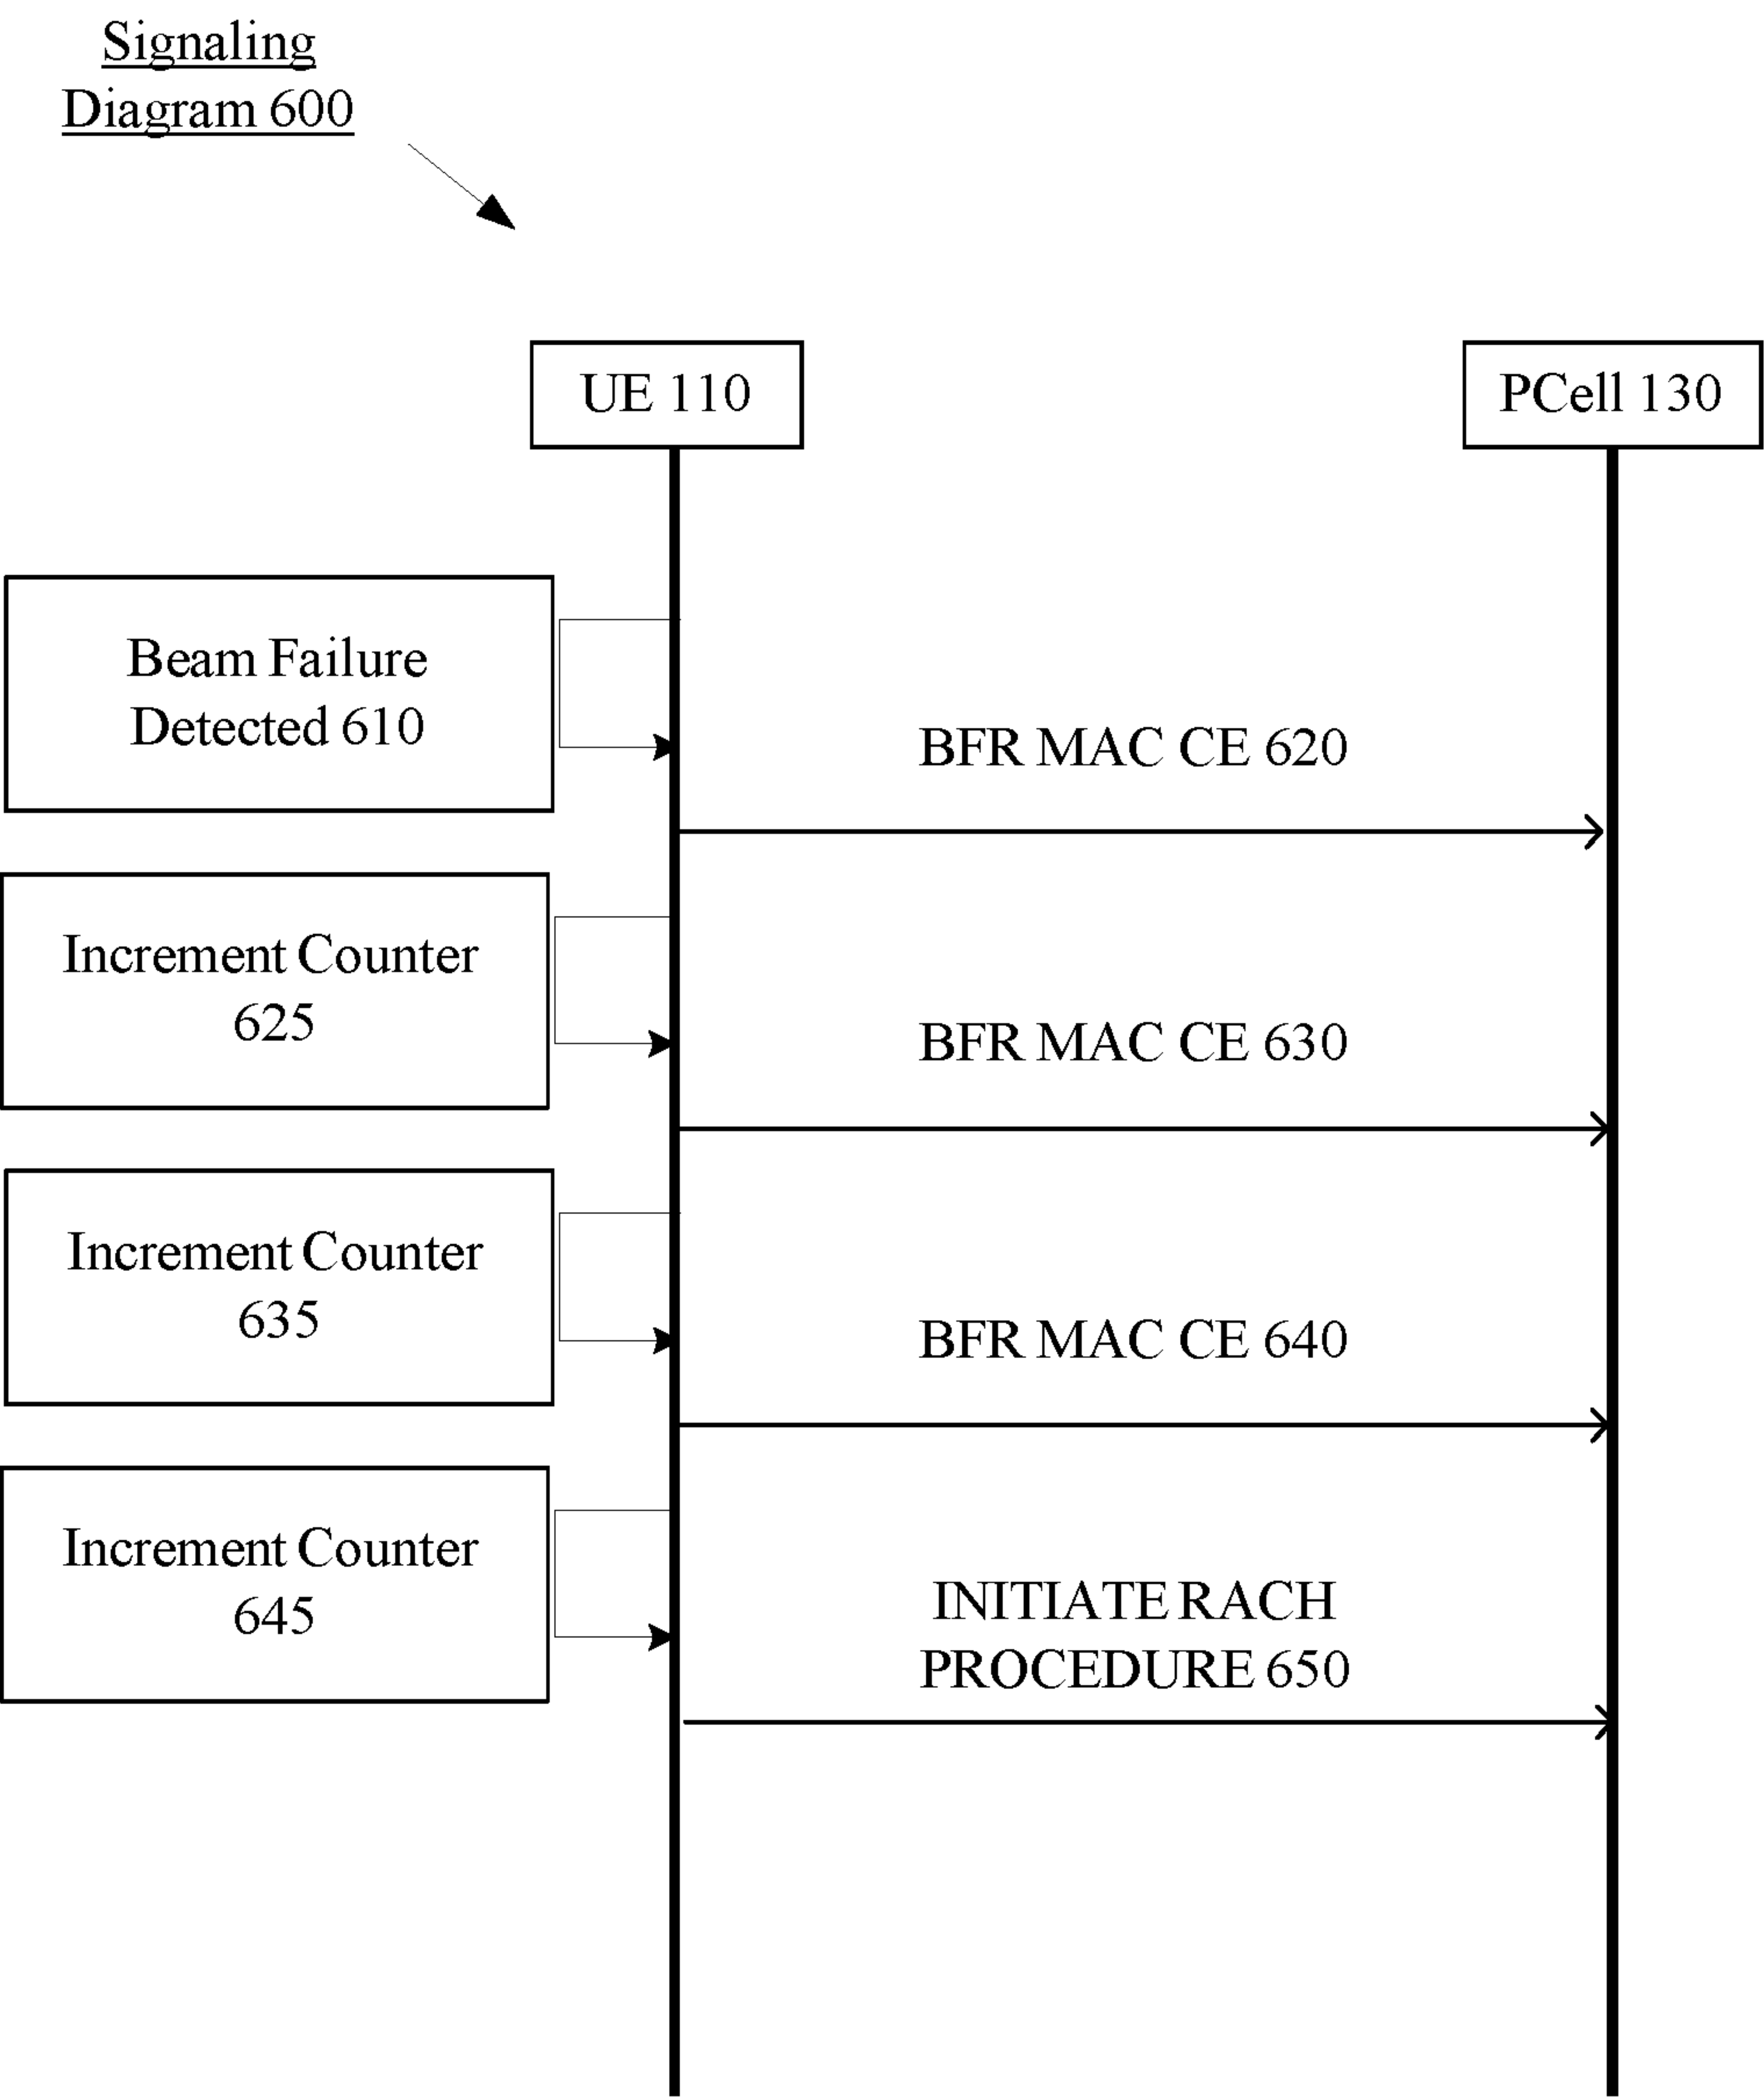 Signaling
Diagram 600
UE 110
PCell 130
Beam Failure
Detected 610
BFR MAC CE 620
Increment Counter
625
BFR MAC CE 630
Increment Counter
635
BFR MAC CE 640
Increment Counter
645
INITIATE RACH
PROCEDURE 650